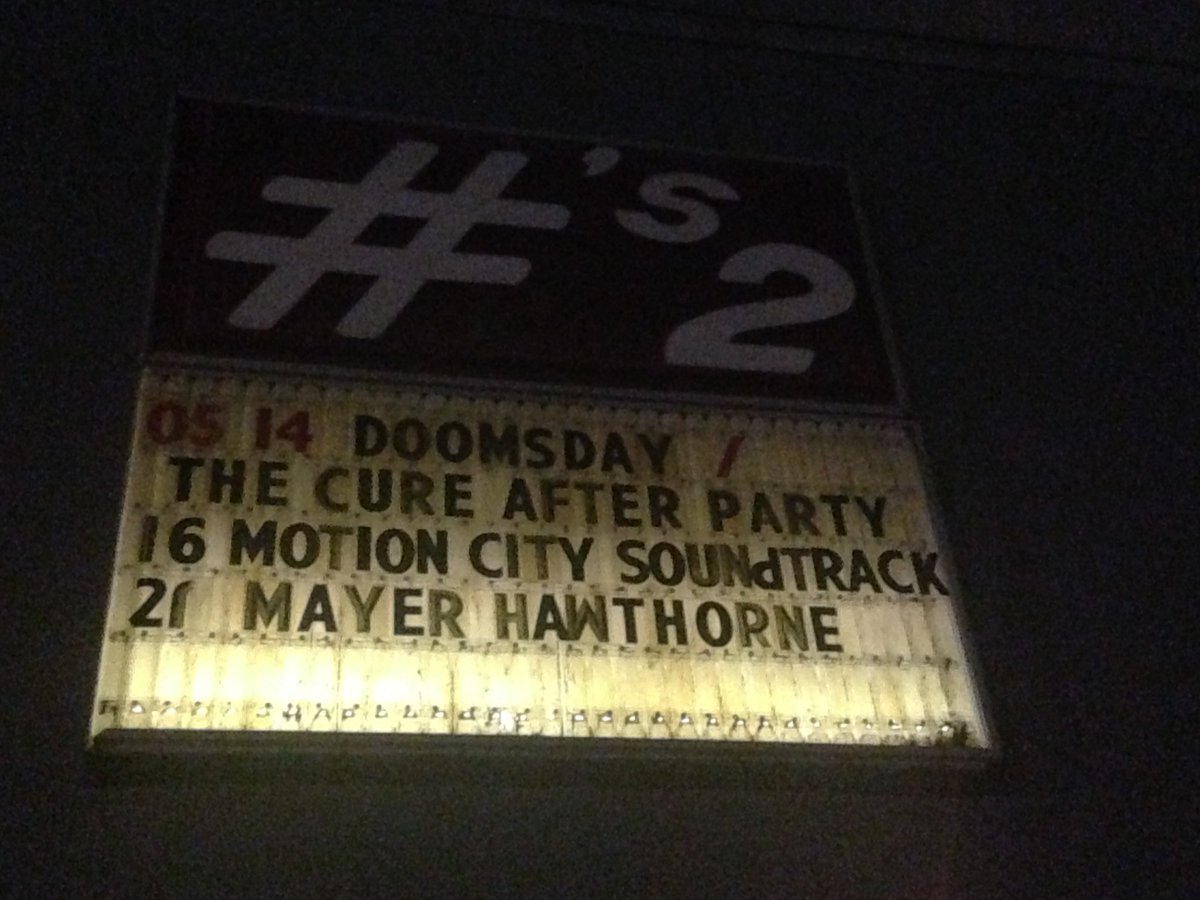 #'s 2
05 14 DOOMSDAY /
THE CURE AFTER PARTY
16 MOTION CITY SOUNdTRACK
21 MAYER HAWTHORNE